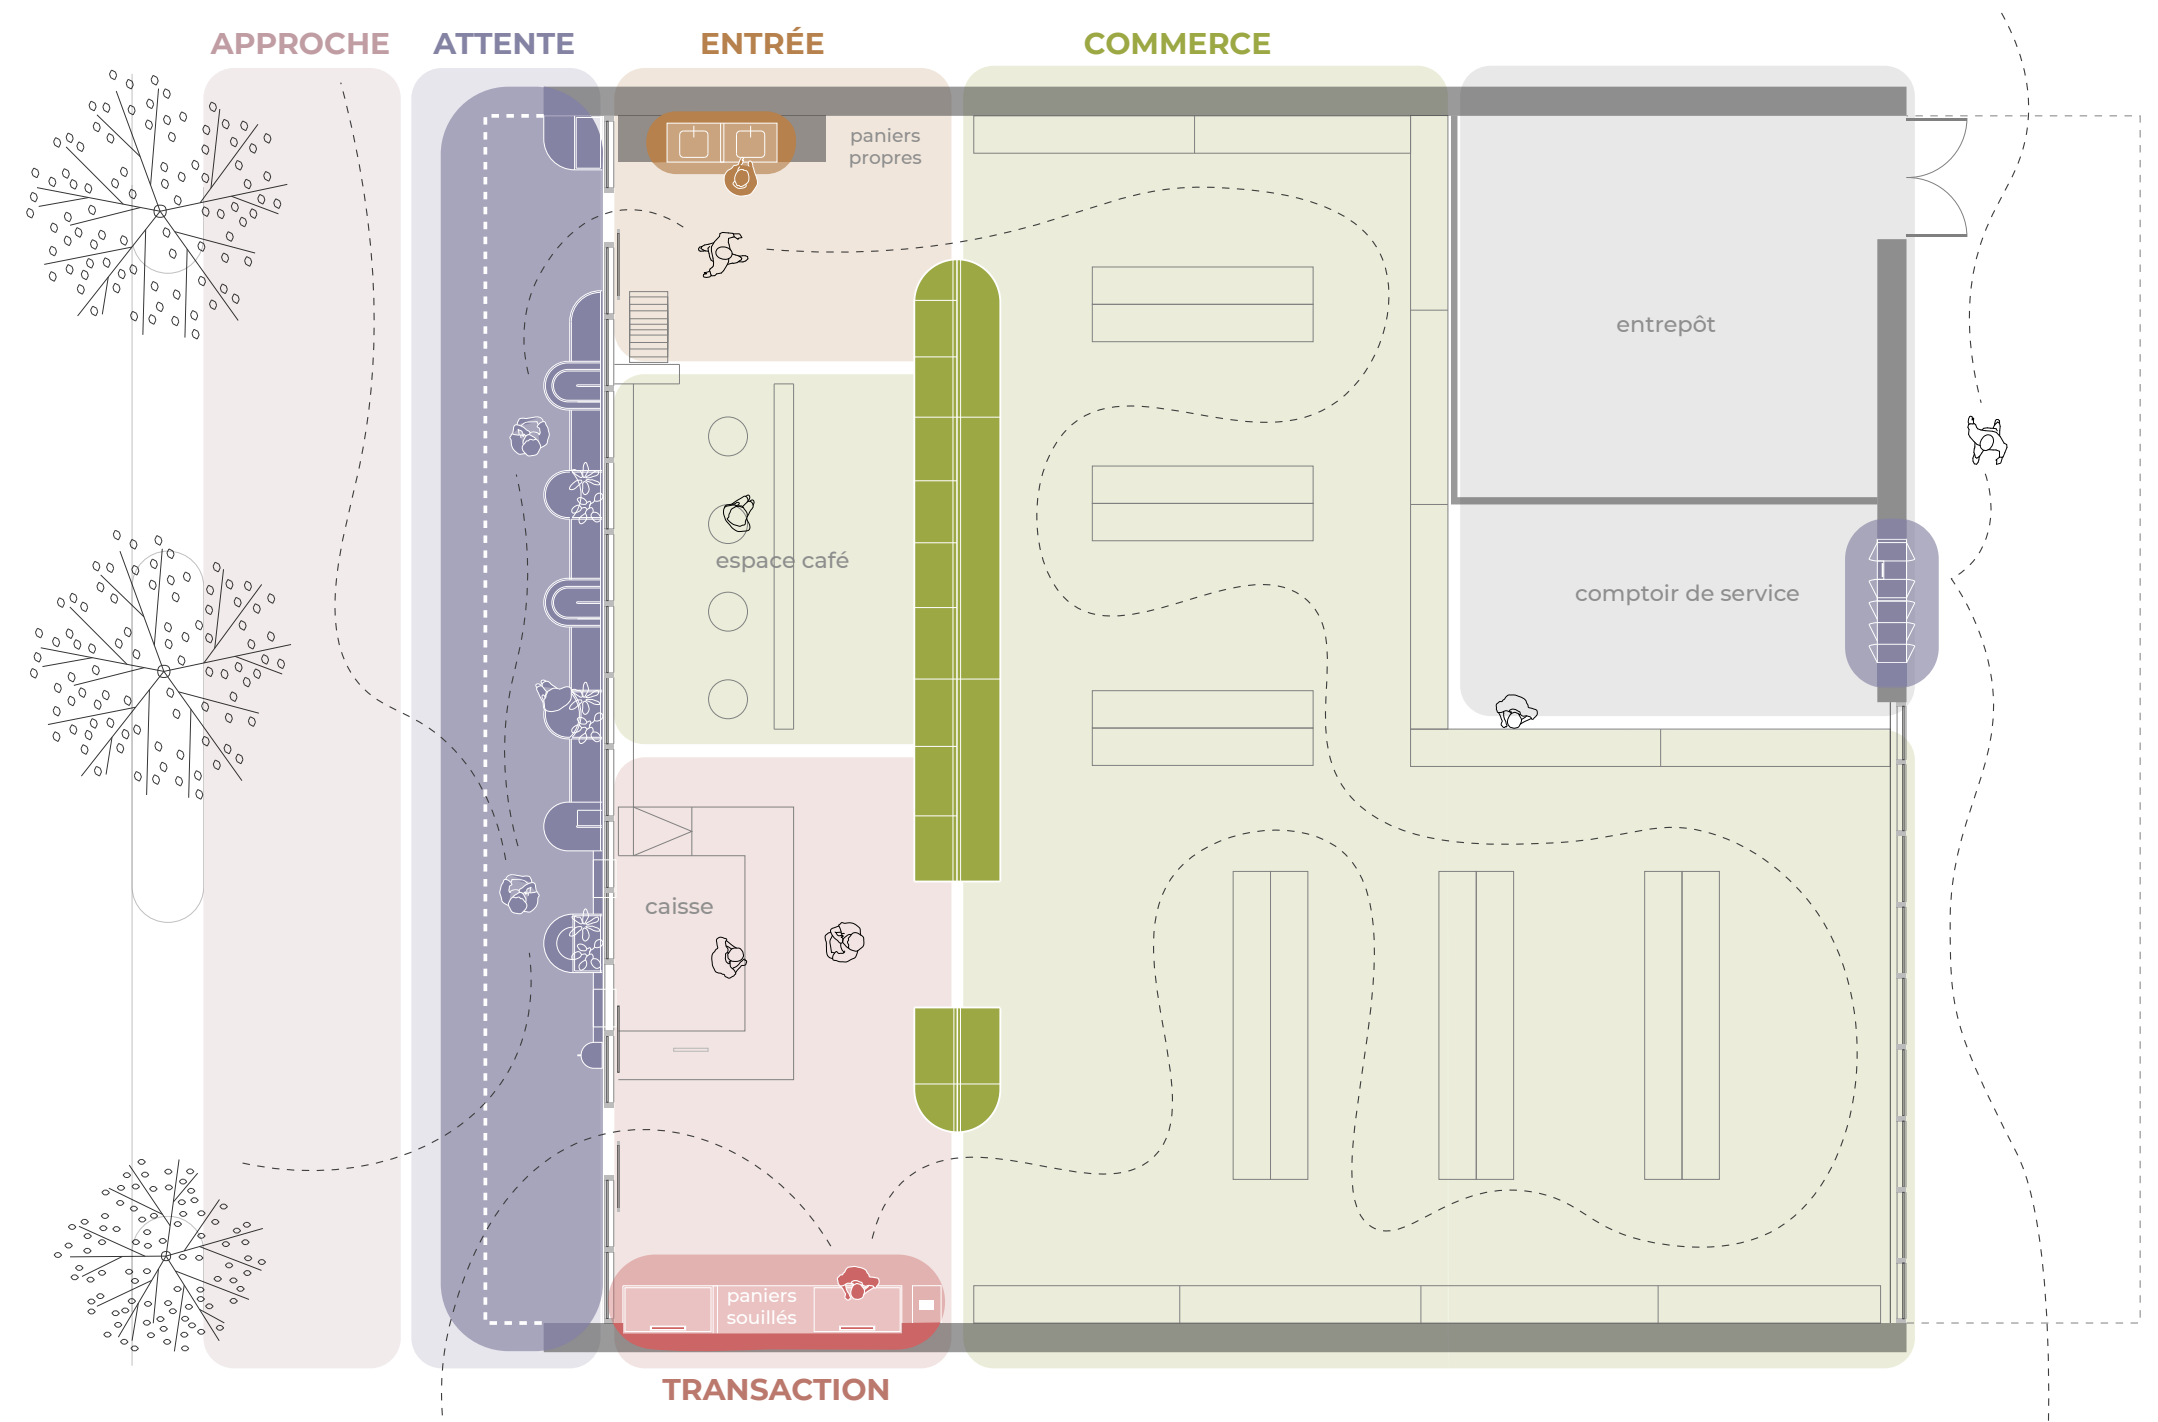 APPROCHE
ATTENTE
ENTRÉE
COMMERCE
paniers
propres
entrepôt
espace café
comptoir de service
caisse
paniers
souillés
TRANSACTION